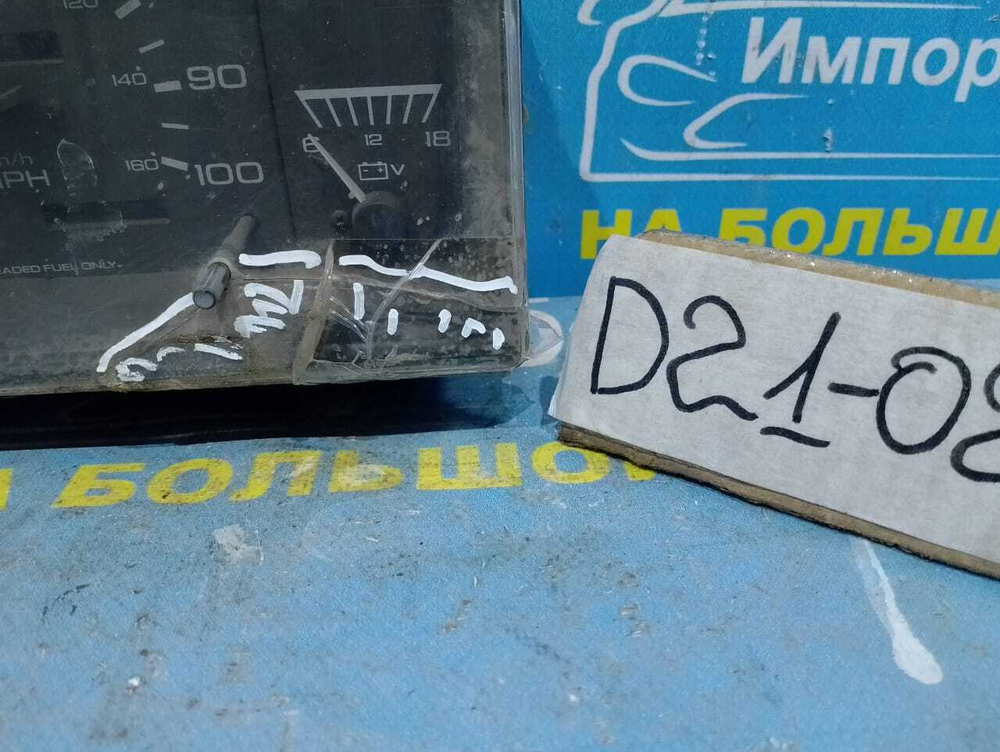 120
140 90
160 100
8 12 18
V
km/h
MPH
LEADED FUEL ONLY
Импор
НА БОЛЬШ
БОЛЬШО
D21-08